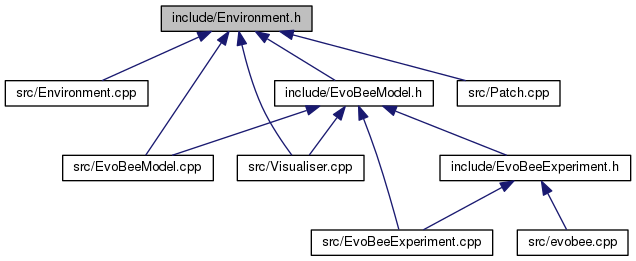 include/Environment.h
src/Environment.cpp
include/EvoBeeModel.h
src/Patch.cpp
src/EvoBeeModel.cpp
src/Visualiser.cpp
include/EvoBeeExperiment.h
src/EvoBeeExperiment.cpp
src/evobee.cpp